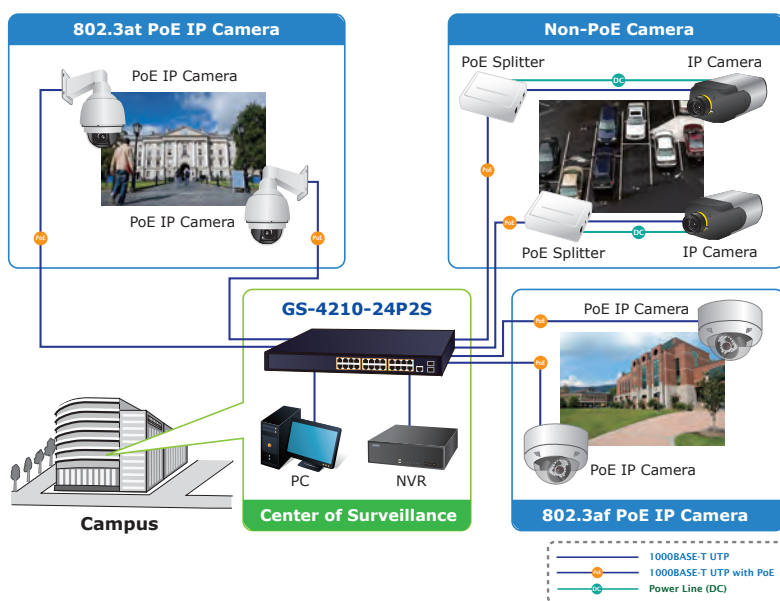 802.3at PoE IP Camera
PoE IP Camera
PoE IP Camera
PoE
PoE
Non-PoE Camera
PoE Splitter
IP Camera
DC
PoE
PoE
DC
PoE Splitter
IP Camera
GS-4210-24P2S
PC
NVR
Center of Surveillance
Campus
PoE IP Camera
PoE
PoE
PoE IP Camera
802.3af PoE IP Camera
1000BASE-T UTP
PoE
1000BASE-T UTP with PoE
DC
Power Line (DC)